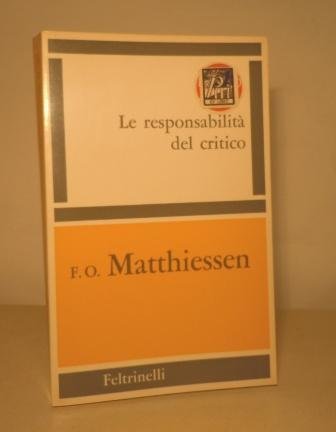 Le responsabilità
del critico
F. O. Matthiessen
Feltrinelli